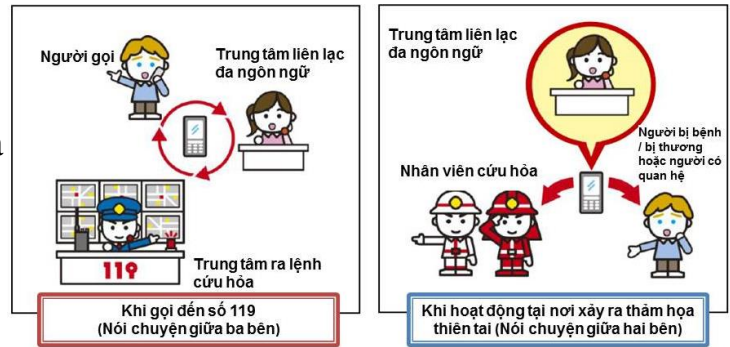 Người gọi
Trung tâm liên lạc
đa ngôn ngữ
119
Trung tâm ra lệnh
cứu hỏa
Khi gọi đến số 119
(Nói chuyện giữa ba bên)
Trung tâm liên lạc
đa ngôn ngữ
Người bị bệnh
/ bị thương
hoặc người có
quan hệ
Nhân viên cứu hỏa
Khi hoạt động tại nơi xảy ra thảm họa
thiên tai (Nói chuyện giữa hai bên)